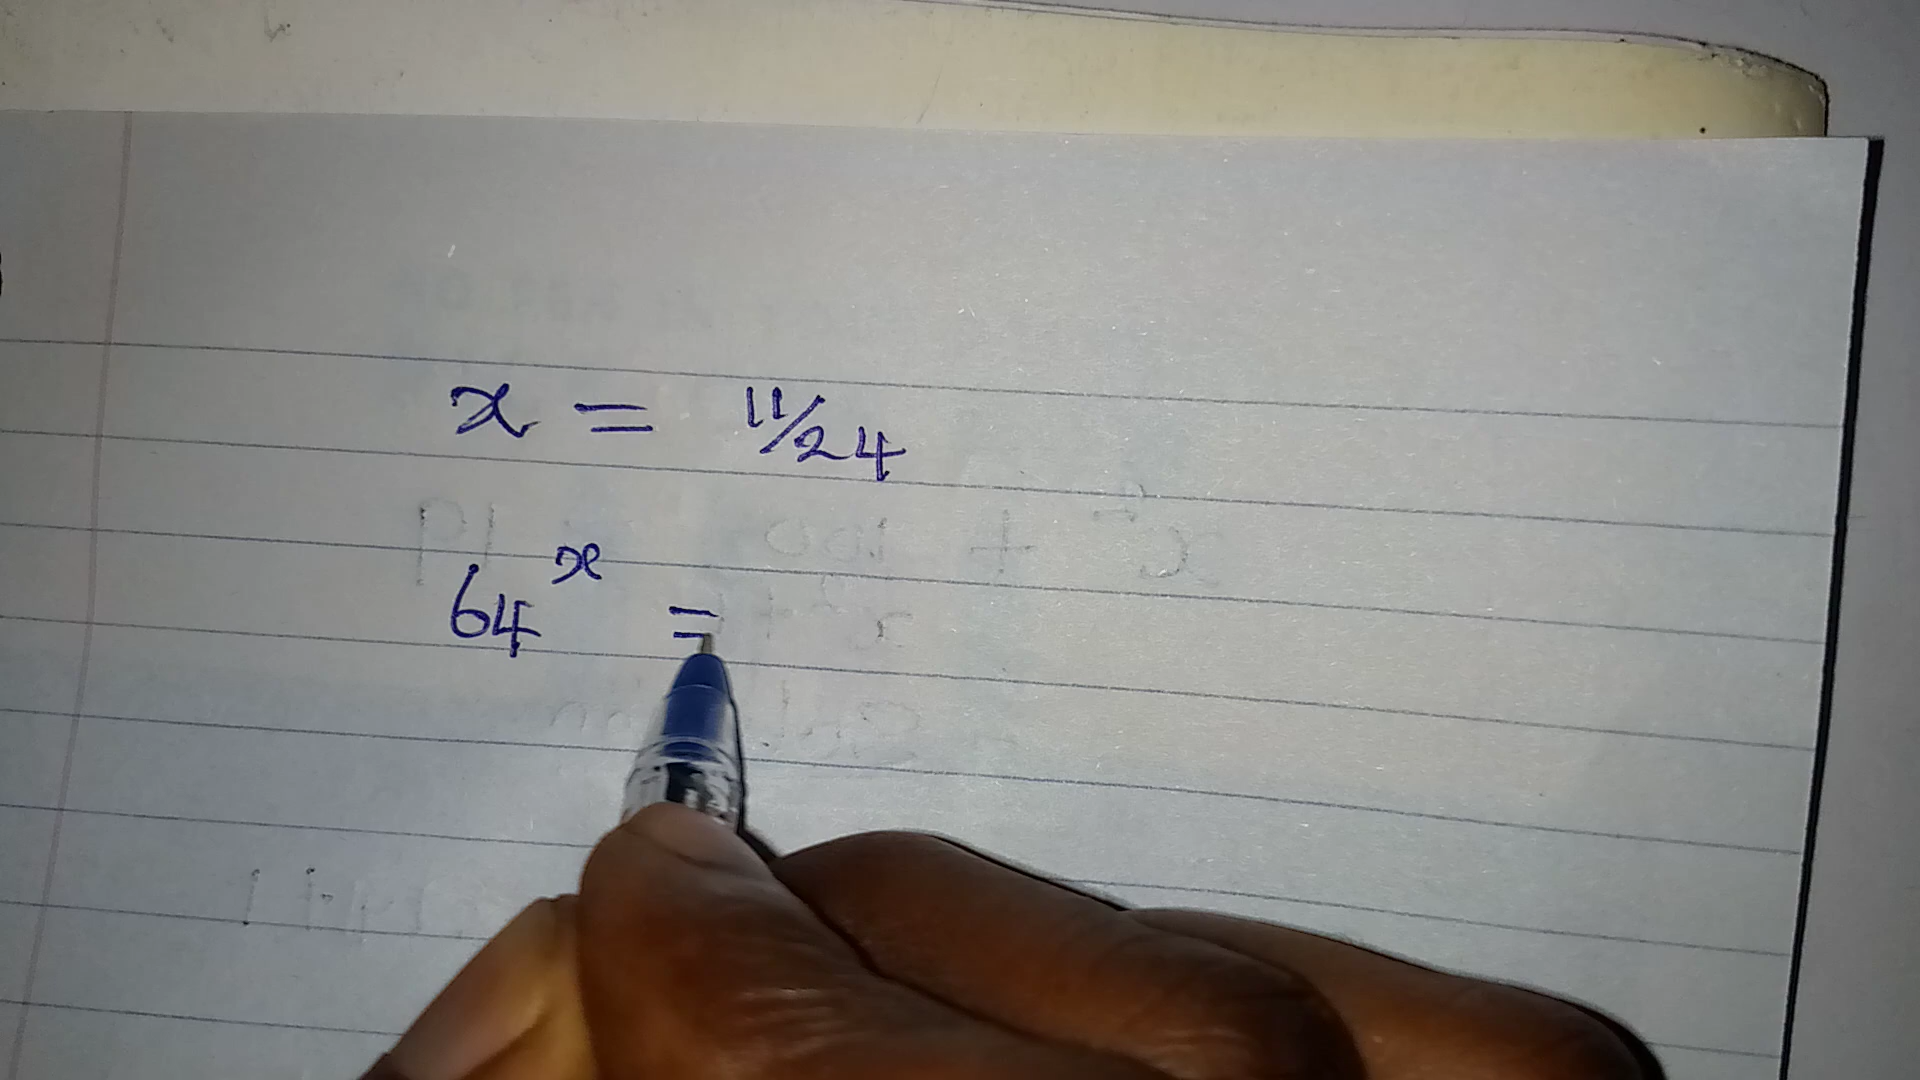 x = 11/24
64^x =